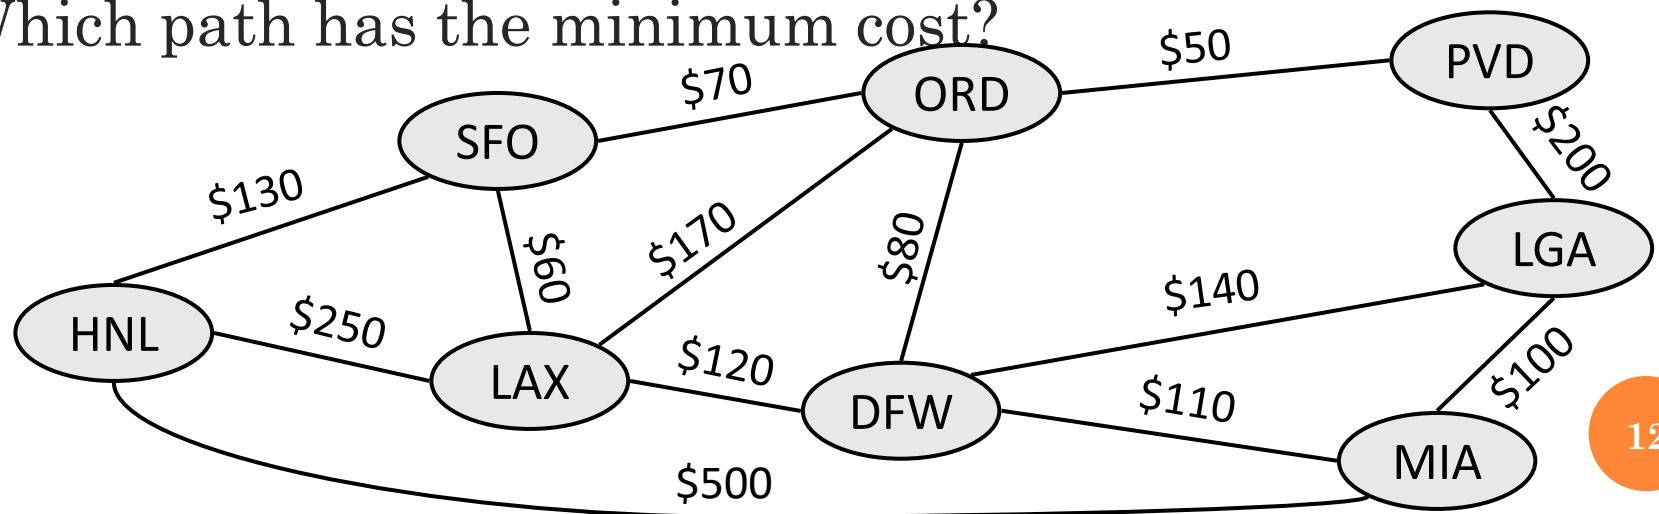 Which path has the minimum cost?
$50
PVD
$70
ORD
SFO
$200
$130
$60
$170
$80
LGA
$140
HNL
$250
LAX
$120
DFW
$110
$100
MIA
12
$500